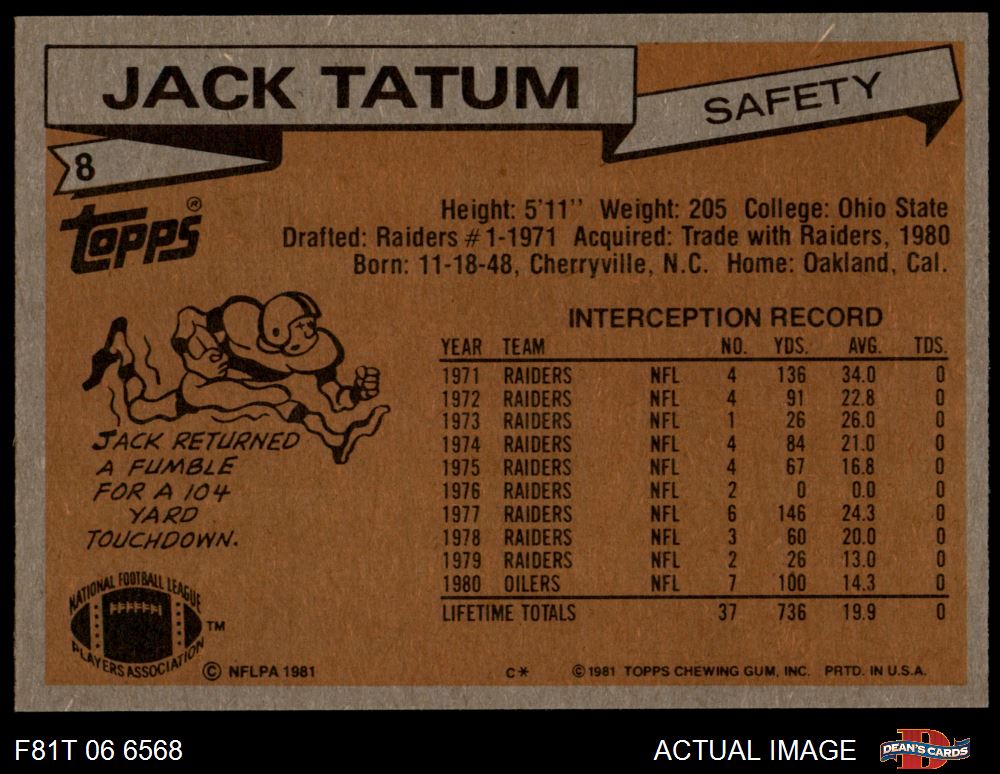 JACK TATUM
SAFETY
8
Topps®
Height: 5'11'' Weight: 205 College: Ohio State
Drafted: Raiders #1-1971 Acquired: Trade with Raiders, 1980
Born: 11-18-48, Cherryville, N.C. Home: Oakland, Cal.
JACK RETURNED
A FUMBLE
FOR A 104
YARD
TOUCHDOWN.
INTERCEPTION RECORD
YEAR TEAM NO. YDS. AVG. TDS.
1971 RAIDERS NFL 4 136 34.0 0
1972 RAIDERS NFL 4 91 22.8 0
1973 RAIDERS NFL 1 26 26.0 0
1974 RAIDERS NFL 4 84 21.0 0
1975 RAIDERS NFL 4 67 16.8 0
1976 RAIDERS NFL 2 0 0.0 0
1977 RAIDERS NFL 6 146 24.3 0
1978 RAIDERS NFL 3 60 20.0 0
1979 RAIDERS NFL 2 26 13.0 0
1980 OILERS NFL 7 100 14.3 0
LIFETIME TOTALS 37 736 19.9 0
NATIONAL FOOTBALL LEAGUE
PLAYERS ASSOCIATION
TM
© NFLPA 1981
C*
©1981 TOPPS CHEWING GUM, INC. PRTD. IN U.S.A.
F81T 06 6568
ACTUAL IMAGE
DEAN'S CARDS